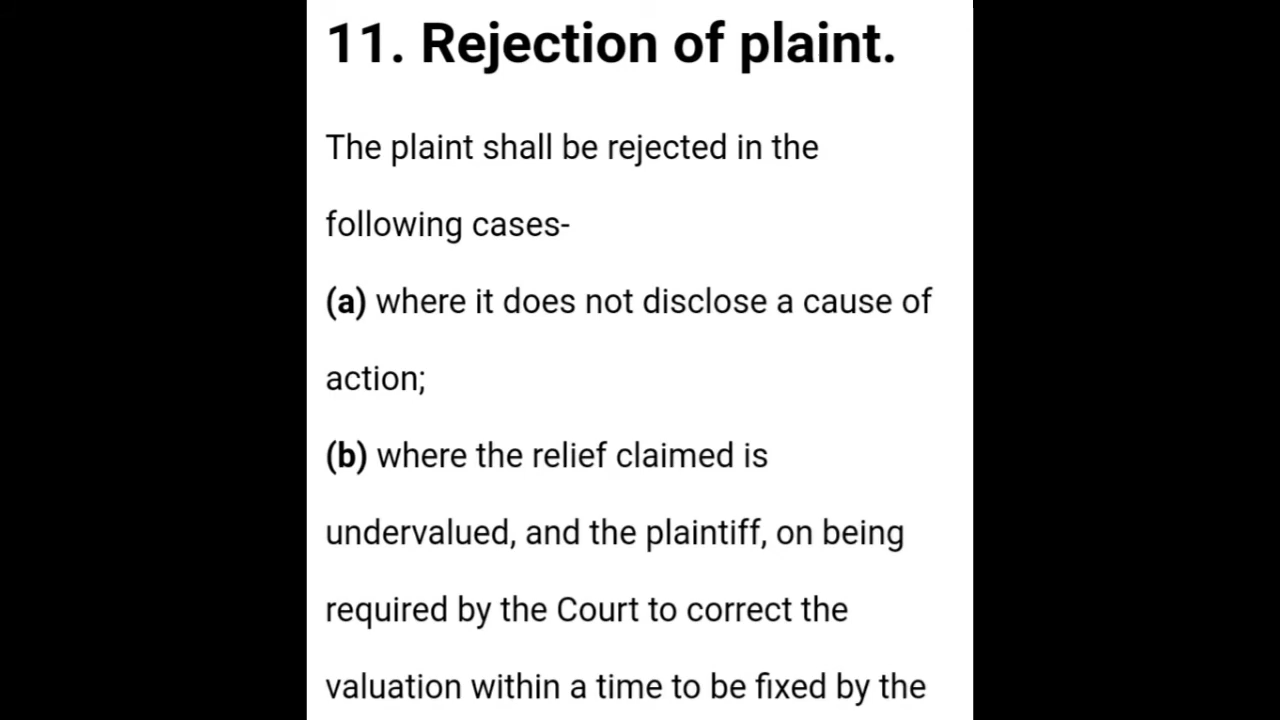 11. Rejection of plaint.
The plaint shall be rejected in the
following cases-
(a) where it does not disclose a cause of
action;
(b) where the relief claimed is
undervalued, and the plaintiff, on being
required by the Court to correct the
valuation within a time to be fixed by the